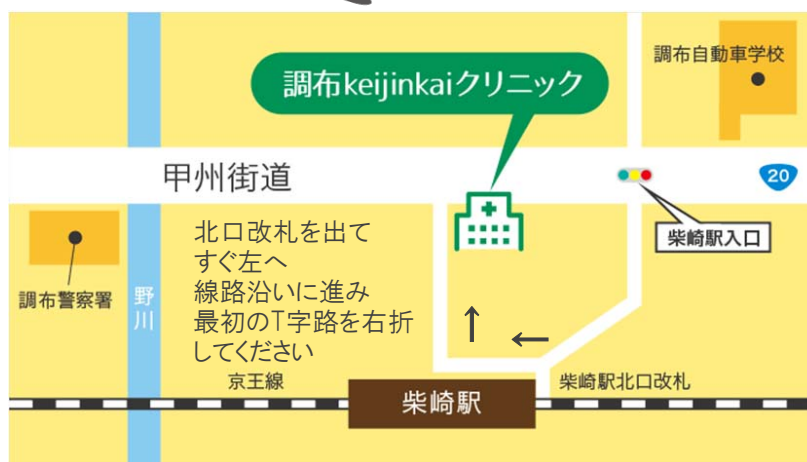 調布自動車学校
調布keijinkaiクリニック
甲州街道
20
柴崎駅入口
調布警察署
野川
北口改札を出て
すぐ左へ
線路沿いに進み
最初のT字路を右折
してください
京王線
柴崎駅
柴崎駅北口改札